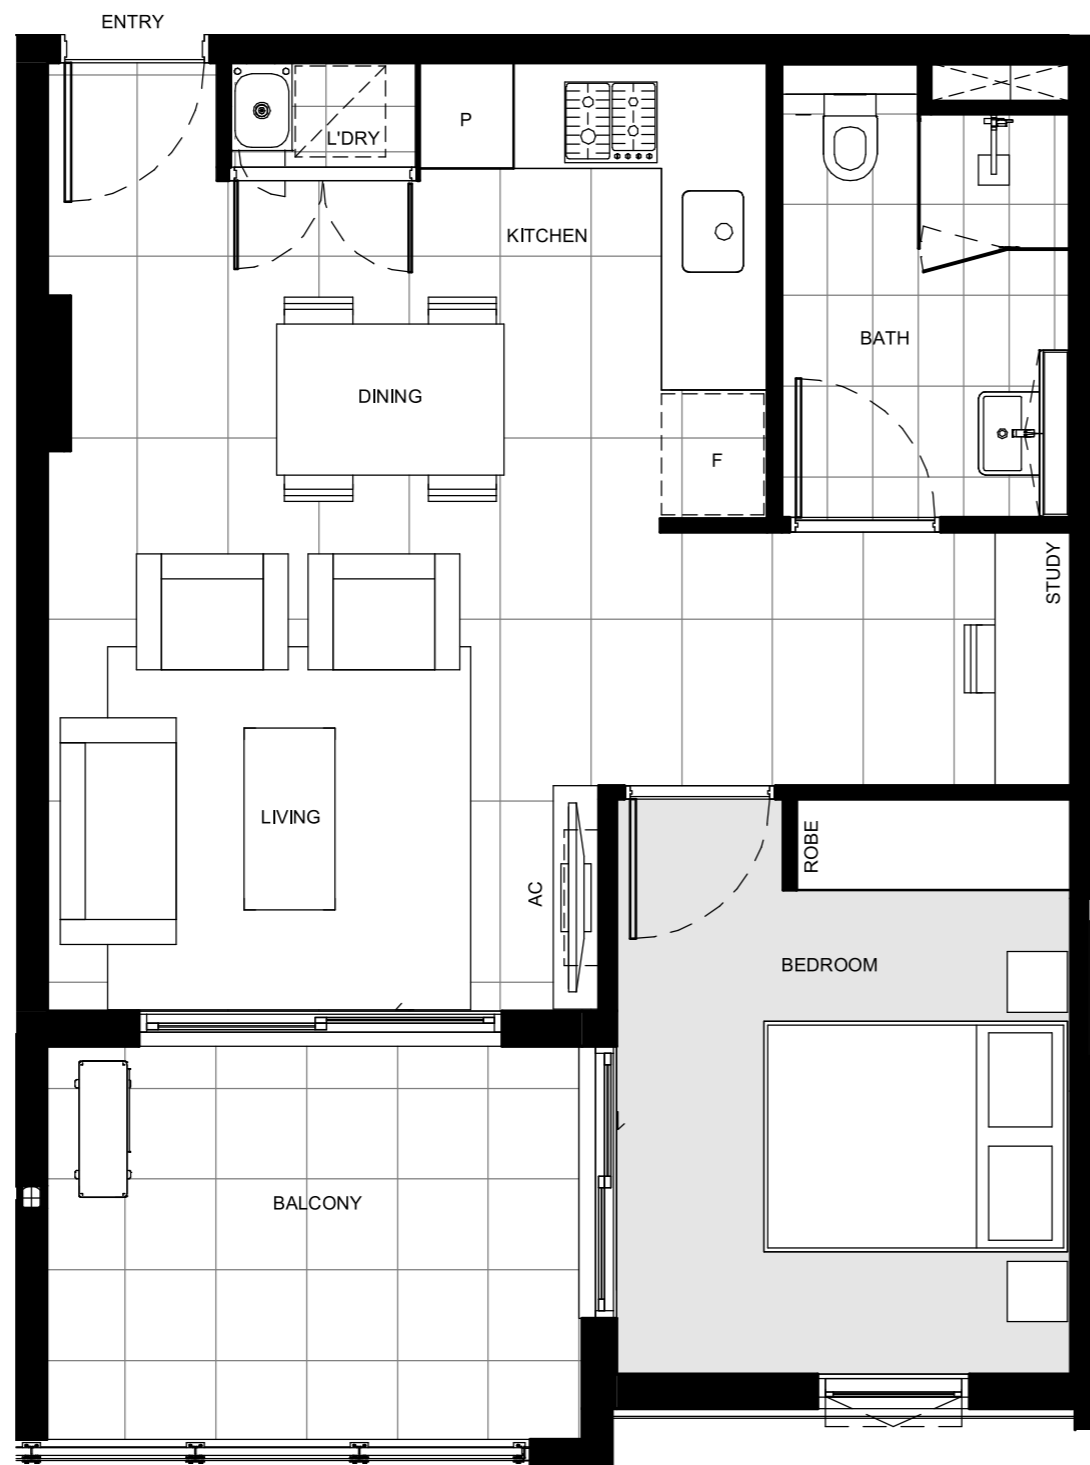 ENTRY
L'DRY
P
KITCHEN
BATH
DINING
F
STUDY
LIVING
ROBE
AC
BEDROOM
BALCONY